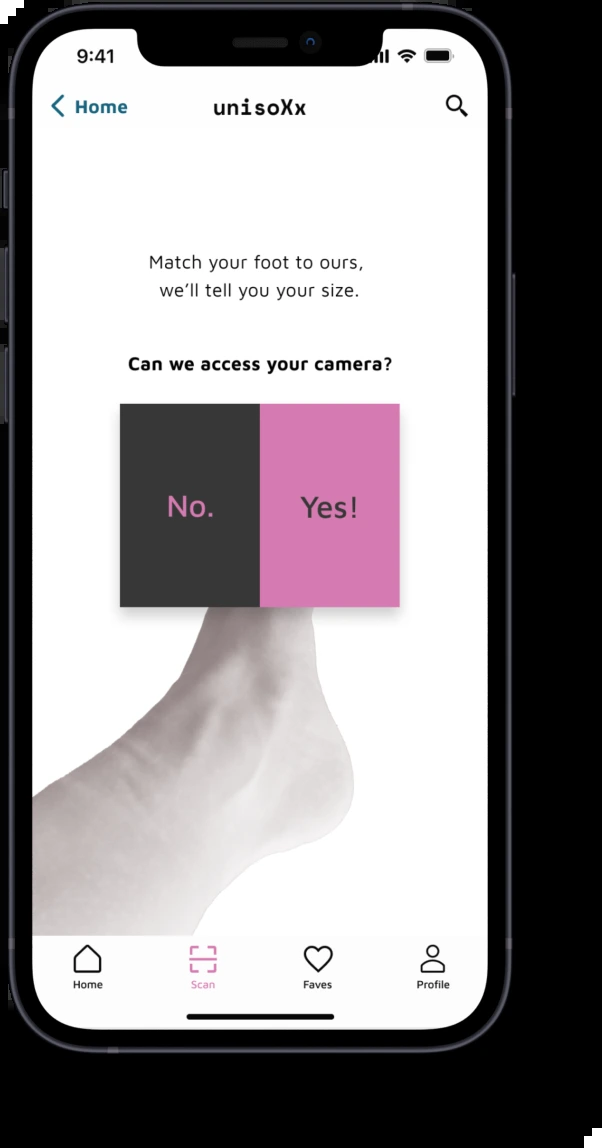 9:41
Home
unisoXx
Match your foot to ours,
we’ll tell you your size.
Can we access your camera?
No.
Yes!
Home
Scan
Faves
Profile